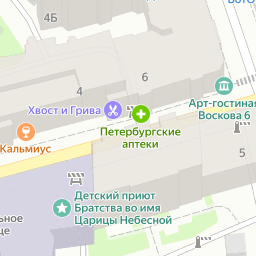 4Б
6
4
Хвост и Грива
Петербургские
аптеки
Арт-гостиная
Воскова 6
Кальмиус
5
Детский приют
Братства во имя
Царицы Небесной